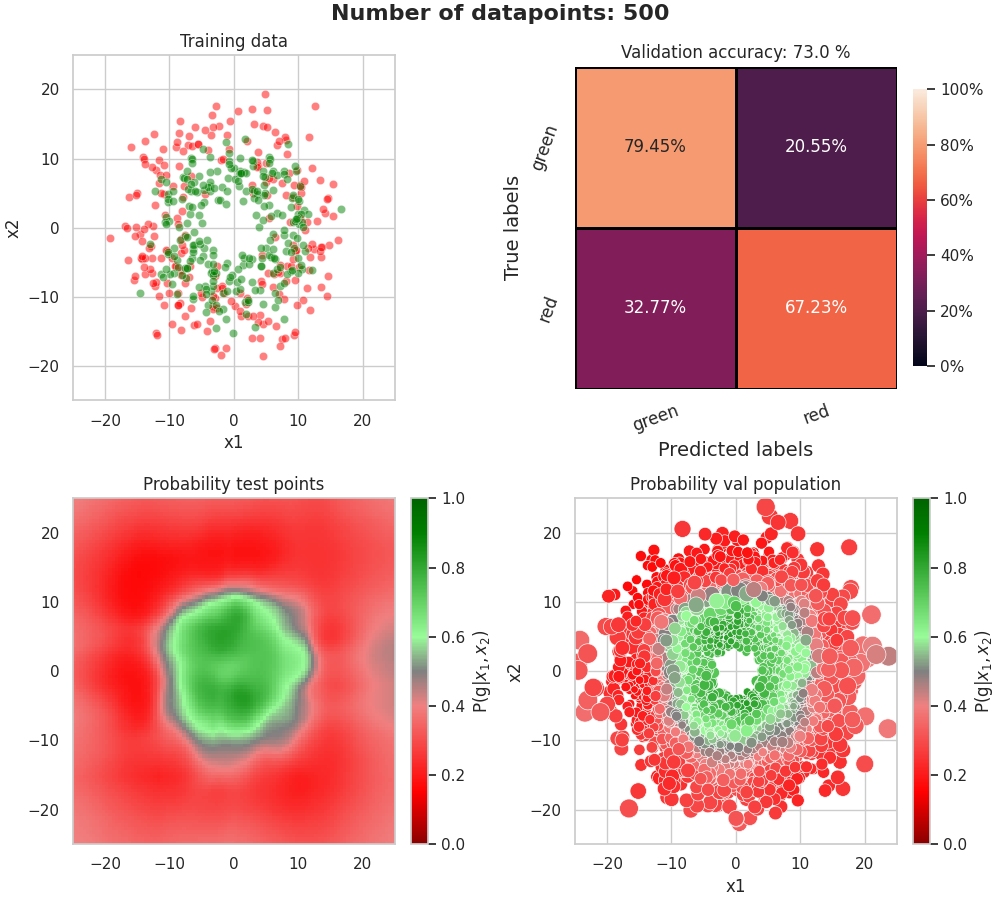 Number of datapoints: 500
Training data
20
10
0
−10
−20
x2
−20 −10 0 10 20
x1
Validation accuracy: 73.0 %
True labels
green
79.45% 20.55%
red
32.77% 67.23%
green red
Predicted labels
100%
80%
60%
40%
20%
0%
Probability test points
20
10
0
−10
−20
−20 −10 0 10 20
1.0
0.8
0.6
0.4
0.2
0.0
P(g|x₁, x₂)
Probability val population
x2
20
10
0
−10
−20
−20 −10 0 10 20
x1
1.0
0.8
0.6
0.4
0.2
0.0
P(g|x₁, x₂)